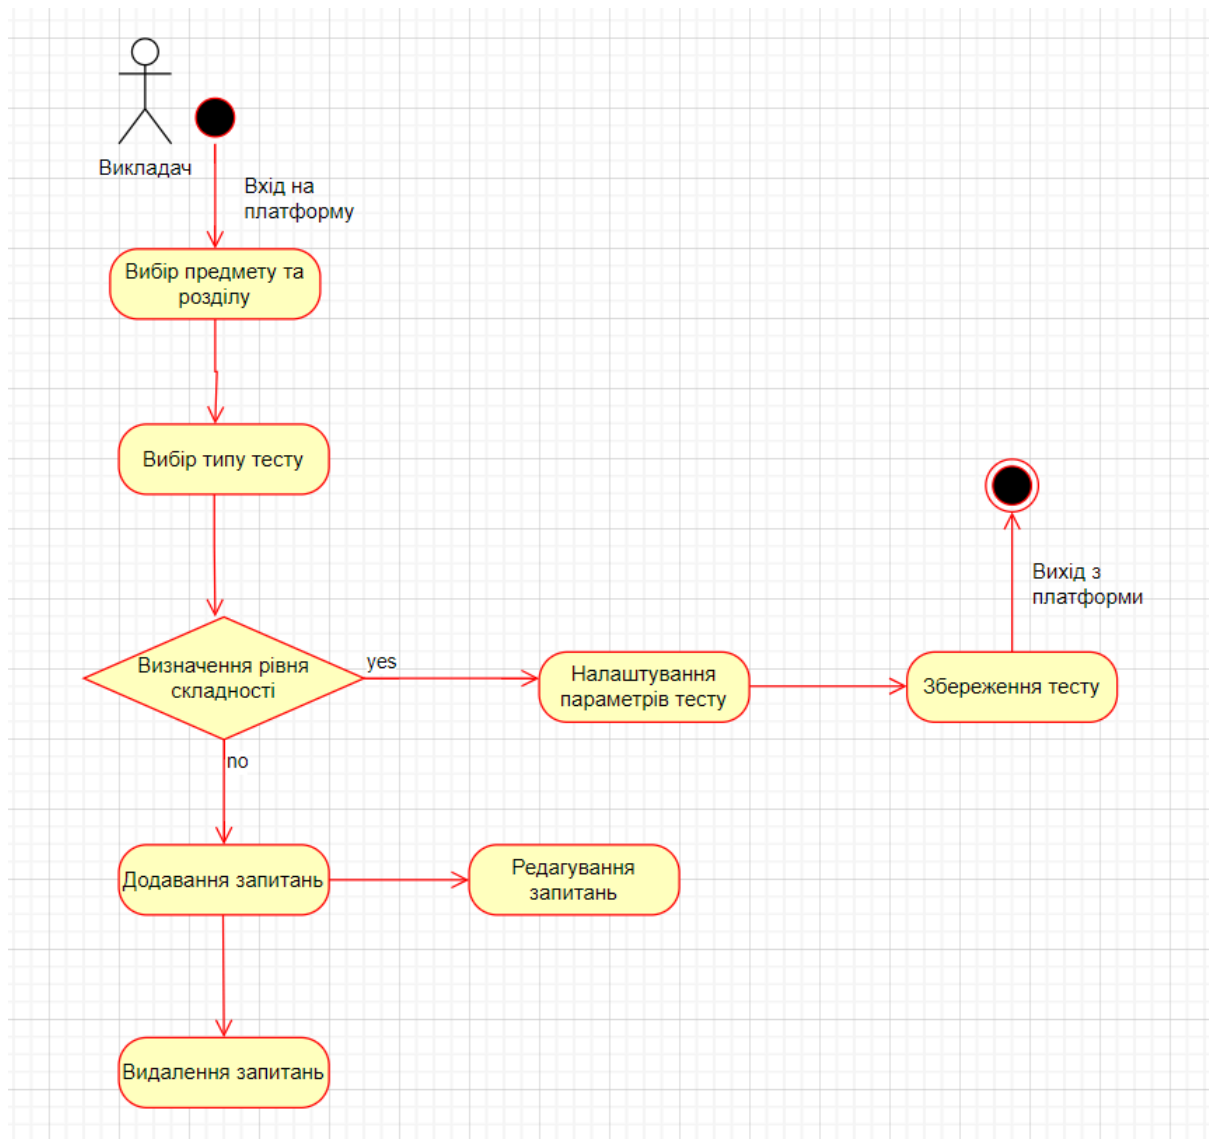 Викладач
Вхід на
платформу
Вибір предмету та
розділу
Вибір типу тесту
Вихід з
платформи
Визначення рівня
складності
yes
Налаштування
параметрів тесту
Збереження тесту
no
Додавання запитань
Редагування
запитань
Видалення запитань